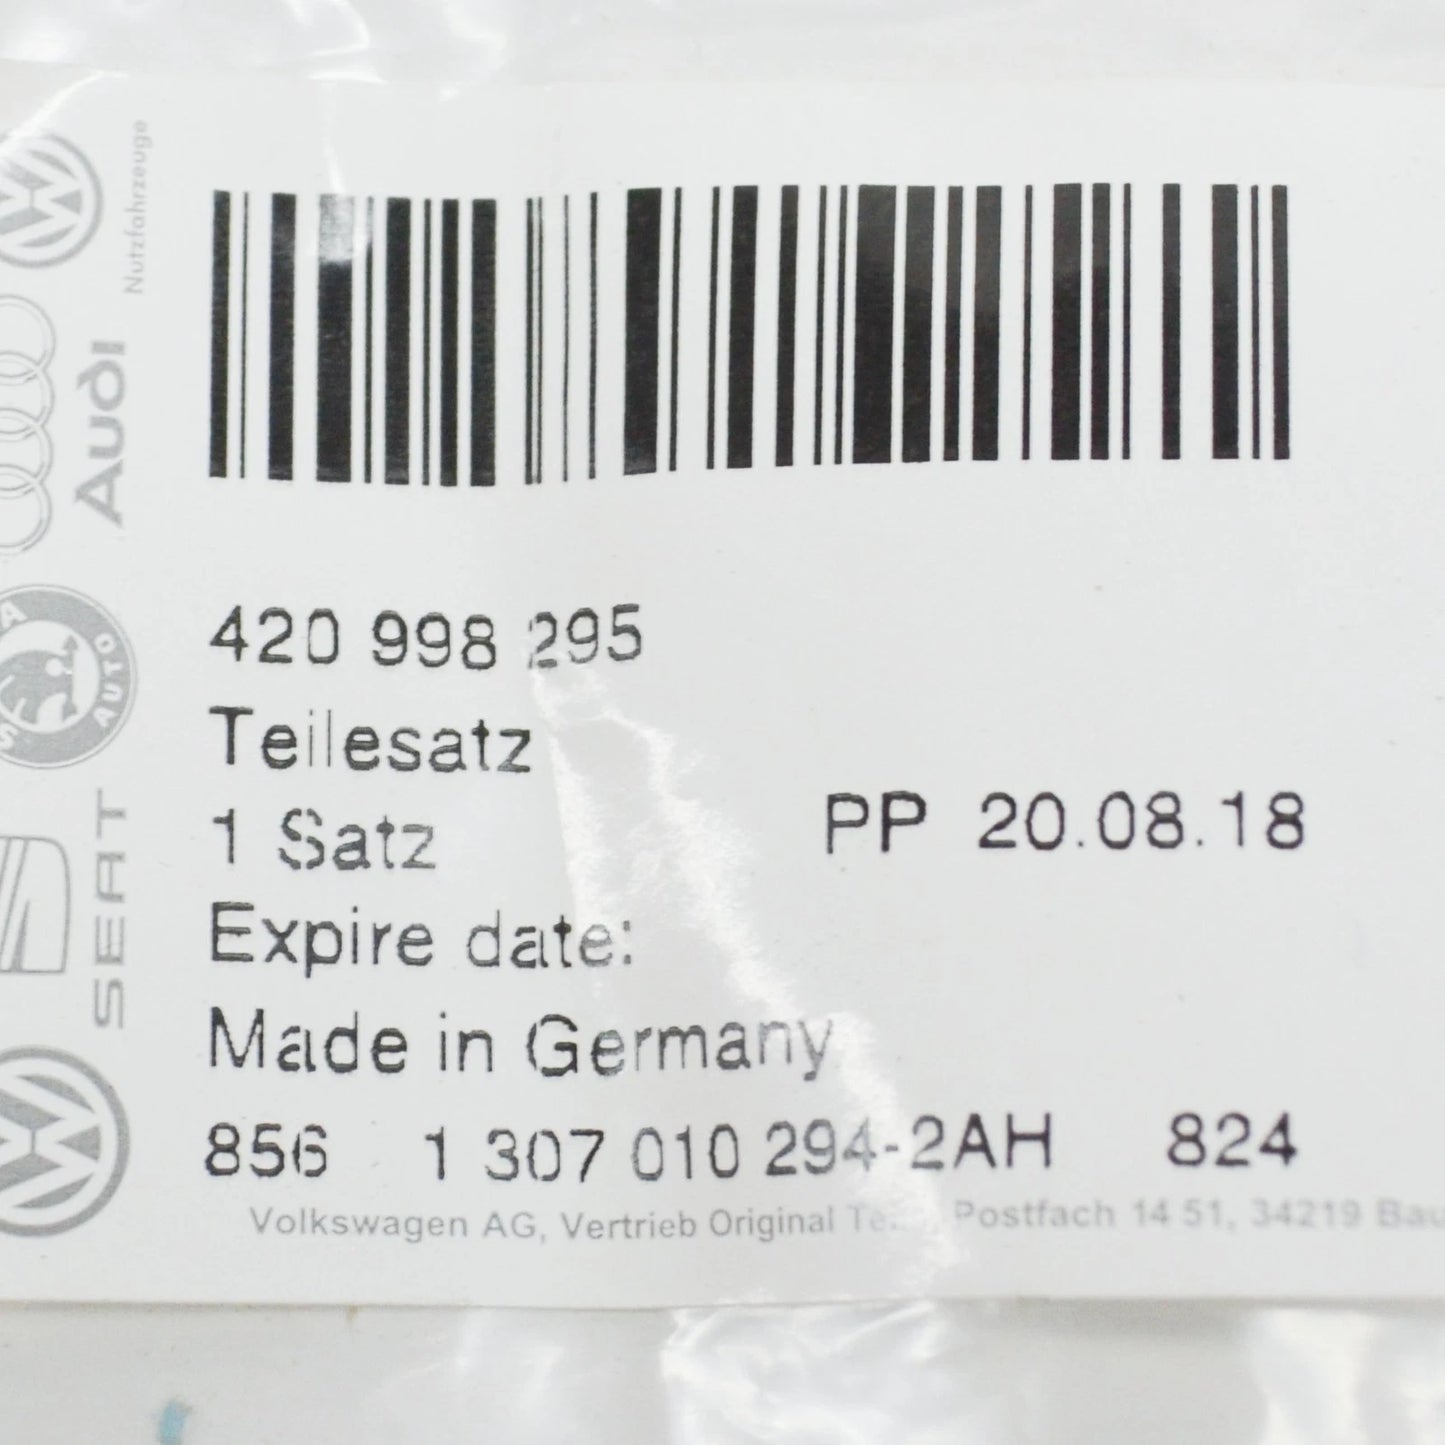 420 998 295
Teilesatz
1 Satz PP 20.08.18
Expire date:
Made in Germany
856 1 307 010 294-2AH 824
Volkswagen AG, Vertrieb Original Postfach 14 51, 34219 Bau
Nutzfahrzeuge
Audi
AUTO
SEAT